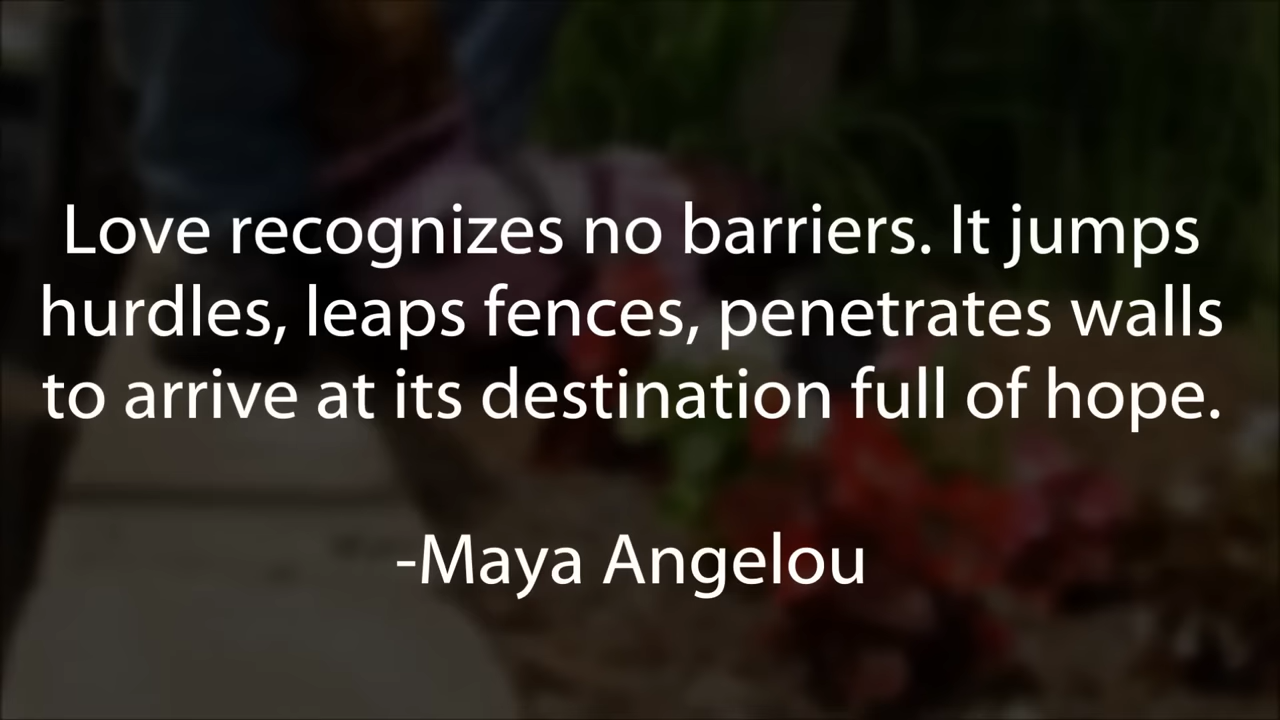 Love recognizes no barriers. It jumps
hurdles, leaps fences, penetrates walls
to arrive at its destination full of hope.
-Maya Angelou